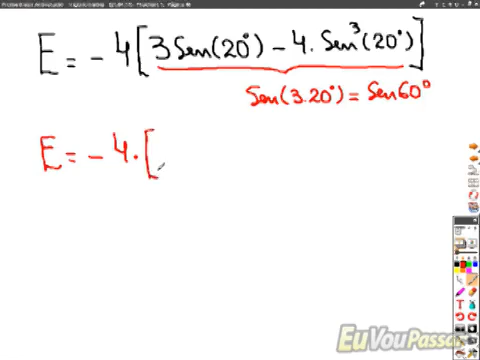 E = - 4 [ 3 Sen(20°) - 4. Sen³(20°) ]
Sen(3.20°) = Sen60°
E = - 4 . [
EuVouPassar